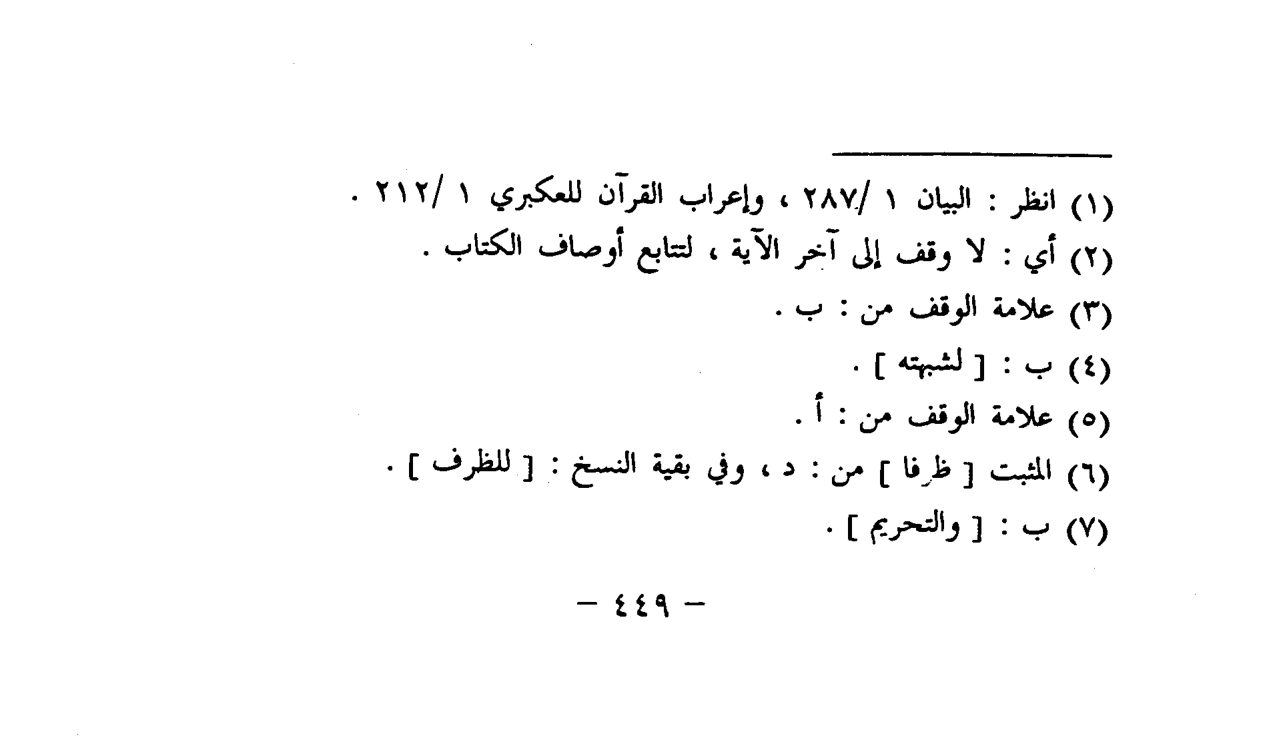 (١) انظر : البيان ١ /٢٨٧ ، وإعراب القرآن للعكبري ١ /٢١٢ .
(٢) أي : لا وقف إلى آخر الآية ، لتتابع أوصاف الكتاب .
(٣) علامة الوقف من : ب .
(٤) ب : [ لشبهته ] .
(٥) علامة الوقف من : أ .
(٦) المثبت [ ظرفا ] من : د ، وفي بقية النسخ : [ للظرف ] .
(٧) ب : [ والتحريم ] .
– ٤٤٩ –